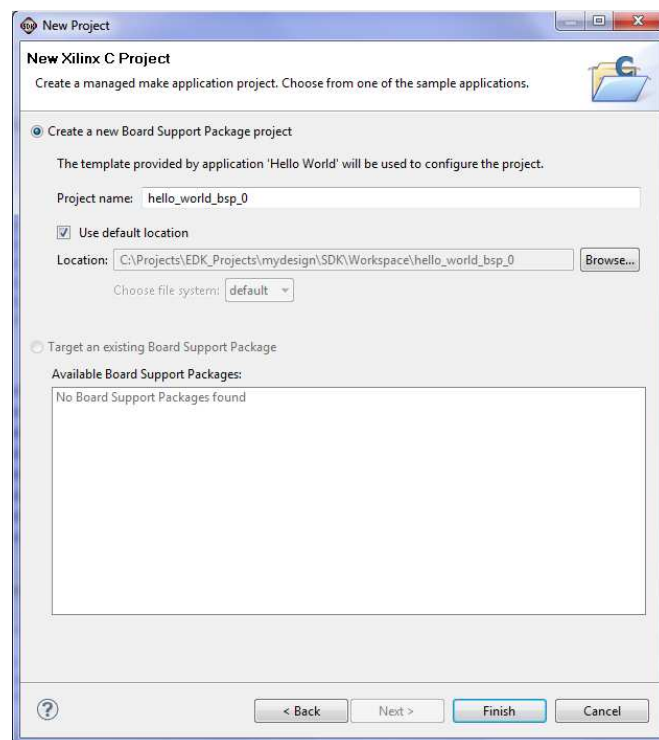 New Project
New Xilinx C Project
Create a managed make application project. Choose from one of the sample applications.
Create a new Board Support Package project
The template provided by application 'Hello World' will be used to configure the project.
Project name: hello_world_bsp_0
Use default location
Location: C:\Projects\EDK_Projects\mydesign\SDK\Workspace\hello_world_bsp_0 Browse...
Choose file system: default
Target an existing Board Support Package
Available Board Support Packages:
No Board Support Packages found
< Back Next > Finish Cancel